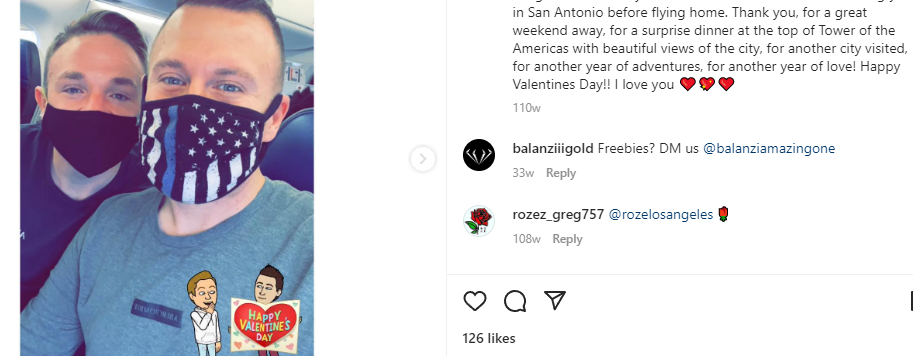 in San Antonio before flying home. Thank you, for a great
weekend away, for a surprise dinner at the top of Tower of the
Americas with beautiful views of the city, for another city visited,
for another year of adventures, for another year of love! Happy
Valentines Day!! I love you ❤️💖❤️
110w
balanziiigold Freebies? DM us @balanziamazingone
33w Reply
rozez_greg757 @rozelosangeles🌹
108w Reply
126 likes
HAPPY
VALENTINE'S
DAY